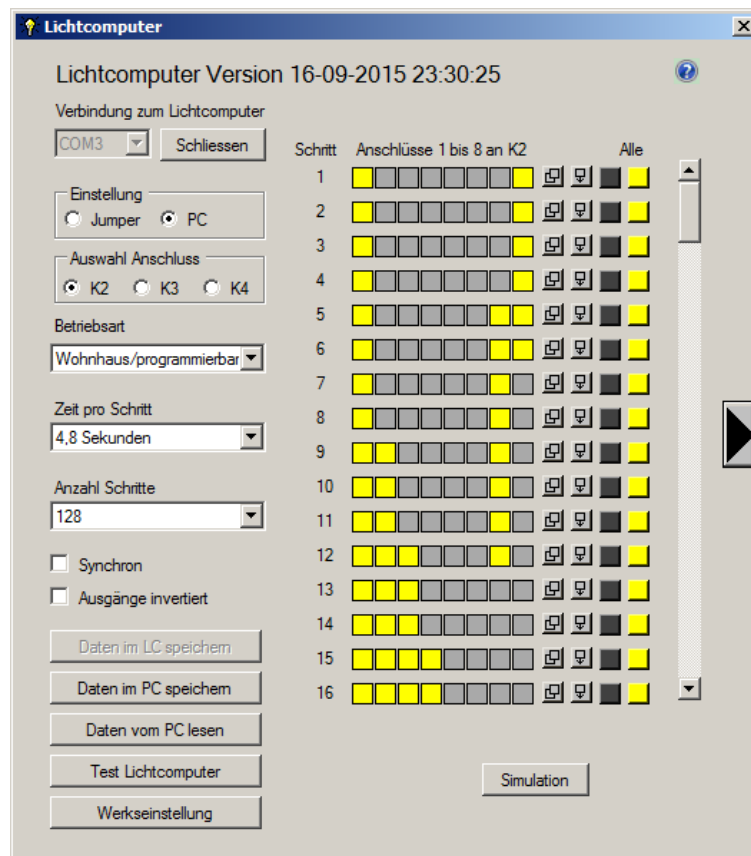 Lichtcomputer
Lichtcomputer Version 16-09-2015 23:30:25
Verbindung zum Lichtcomputer
COM3 Schliessen
Einstellung
Jumper PC
Auswahl Anschluss
K2 K3 K4
Betriebsart
Wohnhaus/programmierbar
Zeit pro Schritt
4,8 Sekunden
Anzahl Schritte
128
Synchron
Ausgänge invertiert
Daten im LC speichern
Daten im PC speichern
Daten vom PC lesen
Test Lichtcomputer
Werkseinstellung
Schritt Anschlüsse 1 bis 8 an K2 Alle
1
2
3
4
5
6
7
8
9
10
11
12
13
14
15
16
Simulation